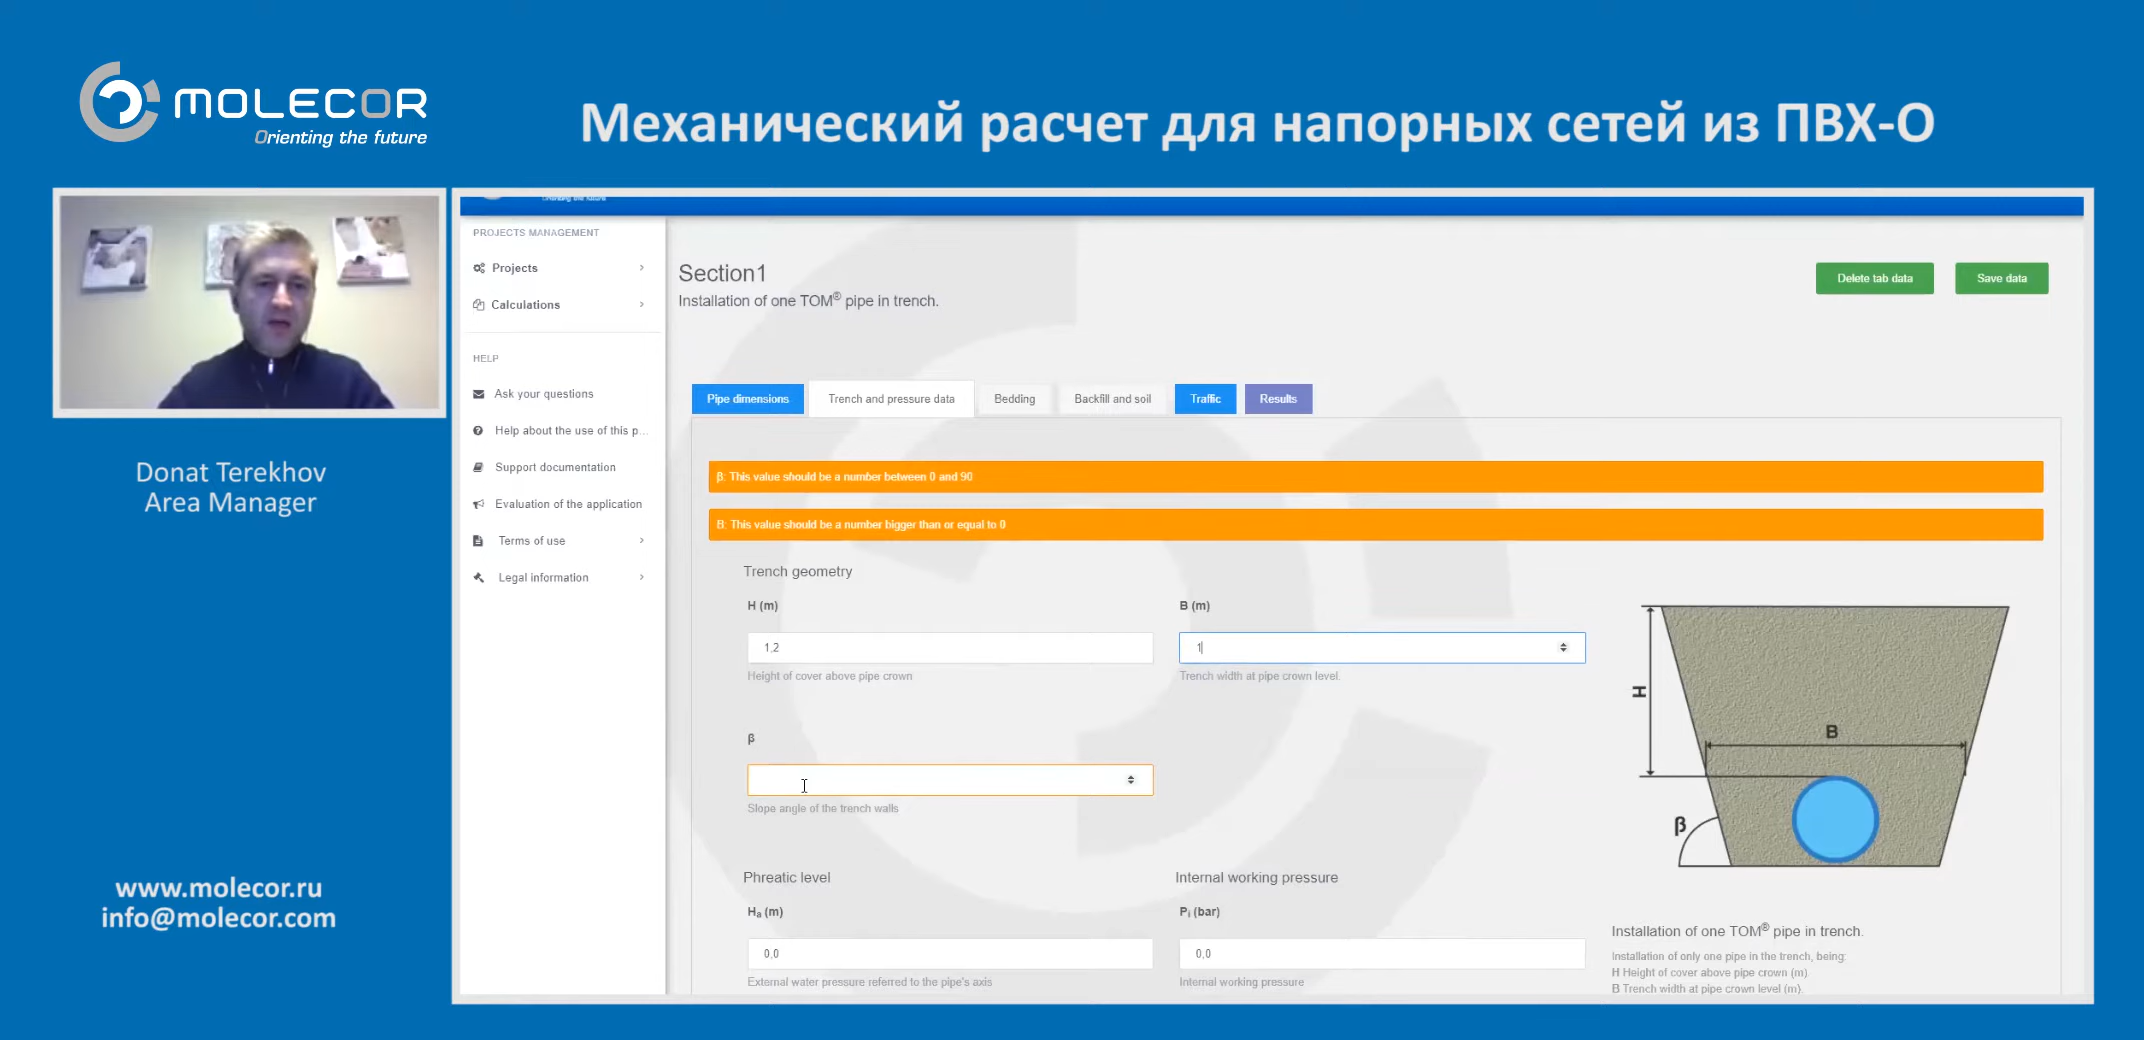 MOLECOR
Orienting the future
Механический расчет для напорных сетей из ПВХ-О
Donat Terekhov
Area Manager
www.molecor.ru
info@molecor.com
Orienting the future
PROJECTS MANAGEMENT
Projects
Calculations
HELP
Ask your questions
Help about the use of this p...
Support documentation
Evaluation of the application
Terms of use
Legal information
Section1
Installation of one TOM® pipe in trench.
Delete tab data
Save data
Pipe dimensions
Trench and pressure data
Bedding
Backfill and soil
Traffic
Results
β: This value should be a number between 0 and 90
B: This value should be a number bigger than or equal to 0
Trench geometry
H (m)
1,2
Height of cover above pipe crown
B (m)
1
Trench width at pipe crown level.
β
Slope angle of the trench walls
Phreatic level
Ha (m)
0,0
External water pressure referred to the pipe's axis
Internal working pressure
Pi (bar)
0,0
Internal working pressure
H
B
β
Installation of one TOM® pipe in trench.
Installation of only one pipe in the trench, being:
H Height of cover above pipe crown (m).
B Trench width at pipe crown level (m).